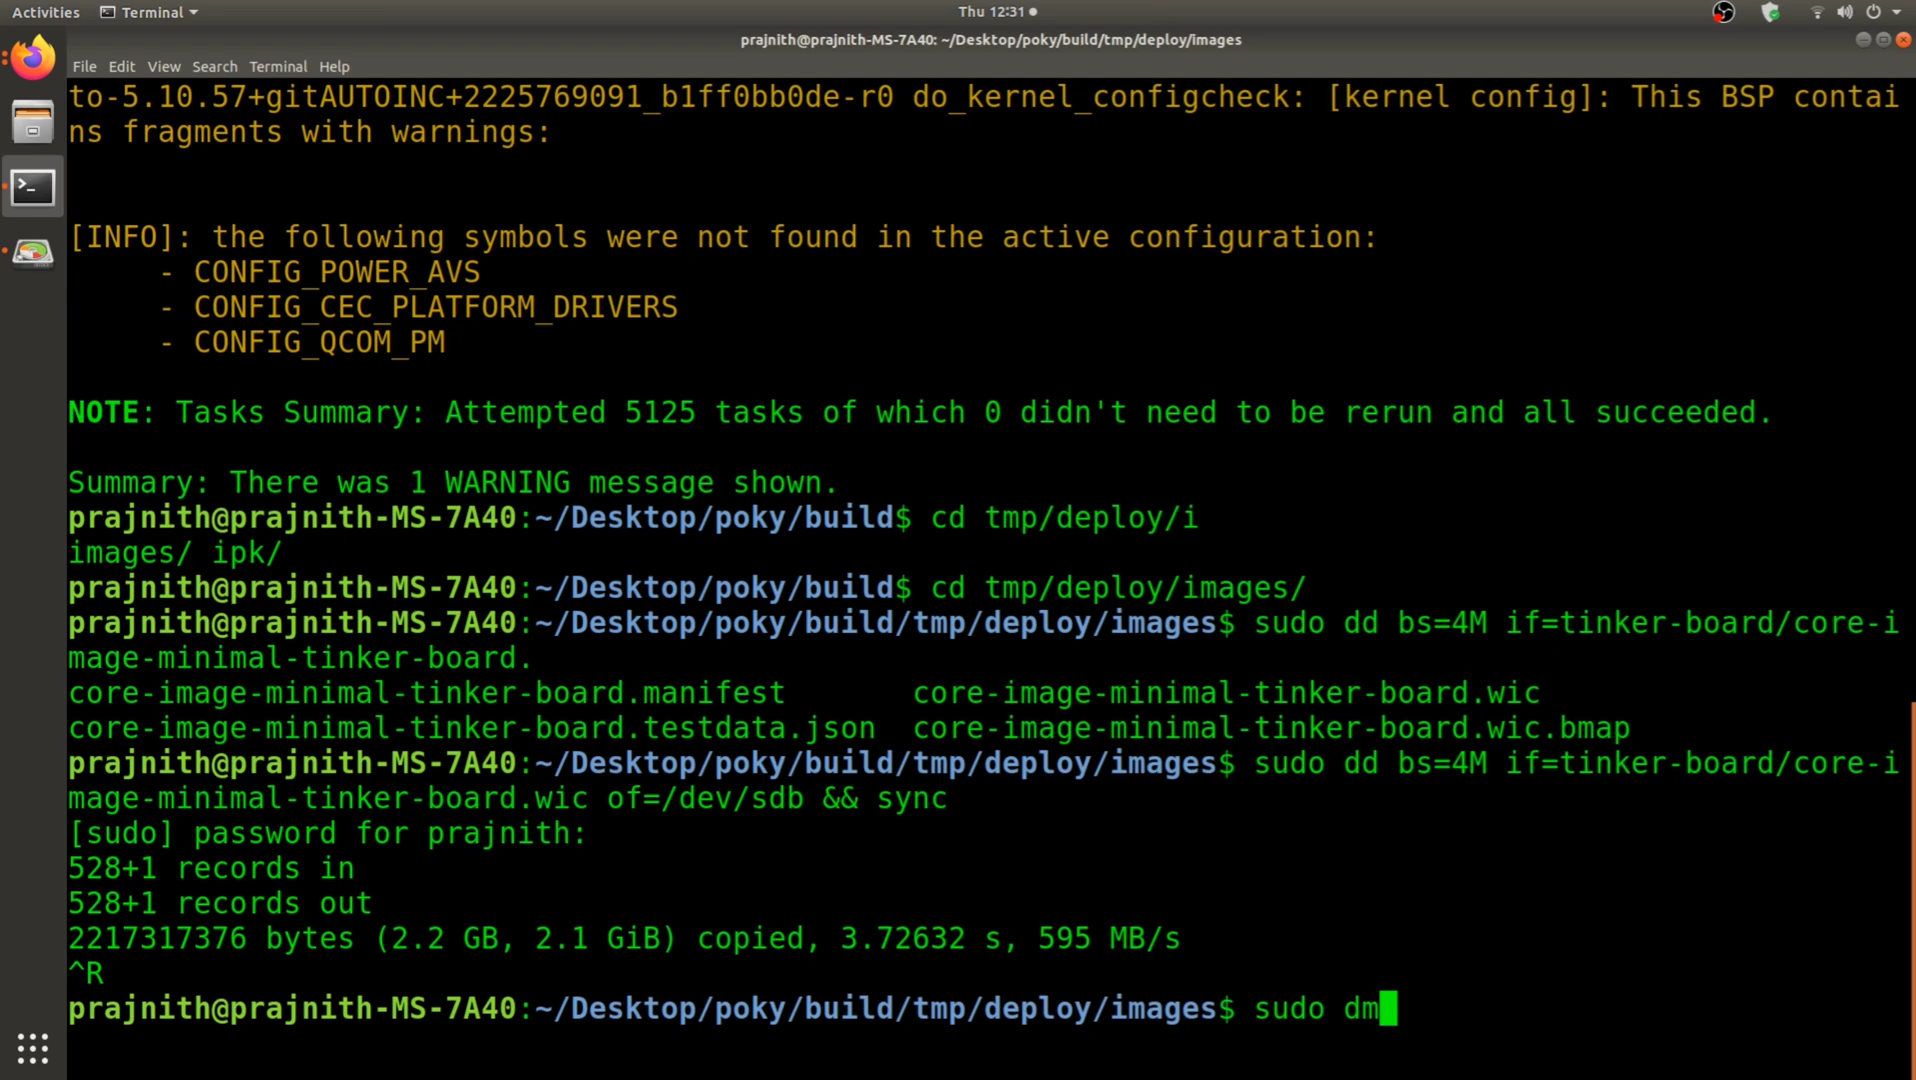 Activities Terminal Thu 12:31
prajnith@prajnith-MS-7A40: ~/Desktop/poky/build/tmp/deploy/images
File Edit View Search Terminal Help
to-5.10.57+gitAUTOINC+2225769091_b1ff0bb0de-r0 do_kernel_configcheck: [kernel config]: This BSP contai
ns fragments with warnings:
[INFO]: the following symbols were not found in the active configuration:
- CONFIG_POWER_AVS
- CONFIG_CEC_PLATFORM_DRIVERS
- CONFIG_QCOM_PM
NOTE: Tasks Summary: Attempted 5125 tasks of which 0 didn't need to be rerun and all succeeded.
Summary: There was 1 WARNING message shown.
prajnith@prajnith-MS-7A40:~/Desktop/poky/build$ cd tmp/deploy/i
images/ ipk/
prajnith@prajnith-MS-7A40:~/Desktop/poky/build$ cd tmp/deploy/images/
prajnith@prajnith-MS-7A40:~/Desktop/poky/build/tmp/deploy/images$ sudo dd bs=4M if=tinker-board/core-i
mage-minimal-tinker-board.
core-image-minimal-tinker-board.manifest core-image-minimal-tinker-board.wic
core-image-minimal-tinker-board.testdata.json core-image-minimal-tinker-board.wic.bmap
prajnith@prajnith-MS-7A40:~/Desktop/poky/build/tmp/deploy/images$ sudo dd bs=4M if=tinker-board/core-i
mage-minimal-tinker-board.wic of=/dev/sdb && sync
[sudo] password for prajnith:
528+1 records in
528+1 records out
2217317376 bytes (2.2 GB, 2.1 GiB) copied, 3.72632 s, 595 MB/s
^R
prajnith@prajnith-MS-7A40:~/Desktop/poky/build/tmp/deploy/images$ sudo dm